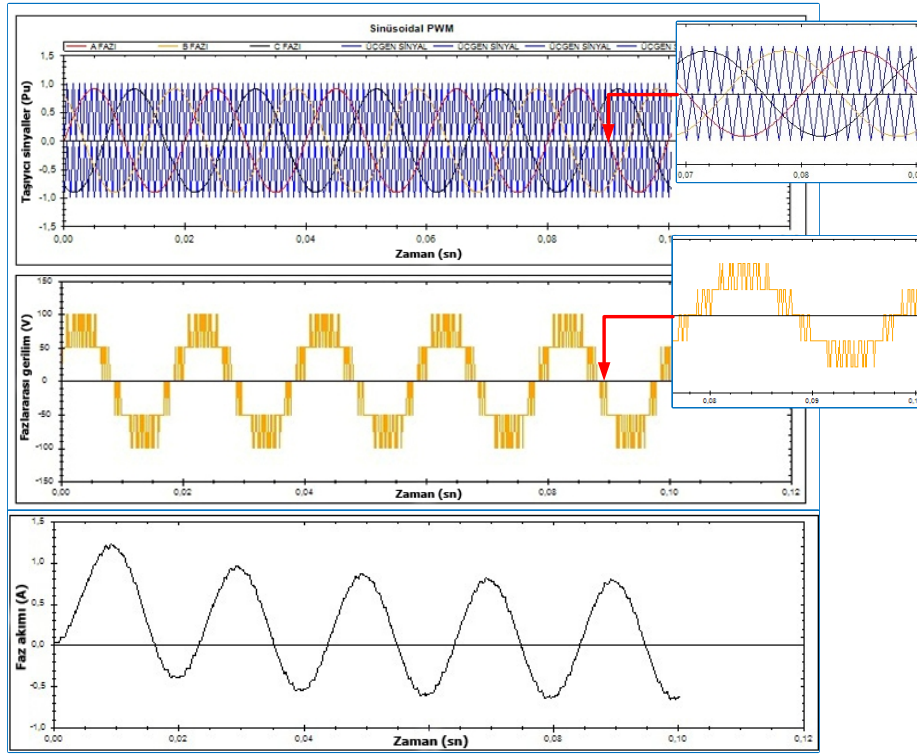 Sinüsoidal PWM
A FAZI B FAZI C FAZI ÜÇGEN SİNYAL ÜÇGEN SİNYAL ÜÇGEN SİNYAL ÜÇGEN S
Taşıyıcı sinyaller (Pu)
1,5
1,0
0,5
0,0
-0,5
-1,0
-1,5
0,00 0,02 0,04 0,06 0,08 0,1
Zaman (sn)
0,07 0,08 0,0
Fazlararası gerilim (V)
150
100
50
0
-50
-100
-150
0,00 0,02 0,04 0,06 0,08 0,10 0,12
Zaman (sn)
0,08 0,09 0,10
Faz akımı (A)
1,5
1,0
0,5
0,0
-0,5
-1,0
0,00 0,02 0,04 0,06 0,08 0,10 0,12
Zaman (sn)